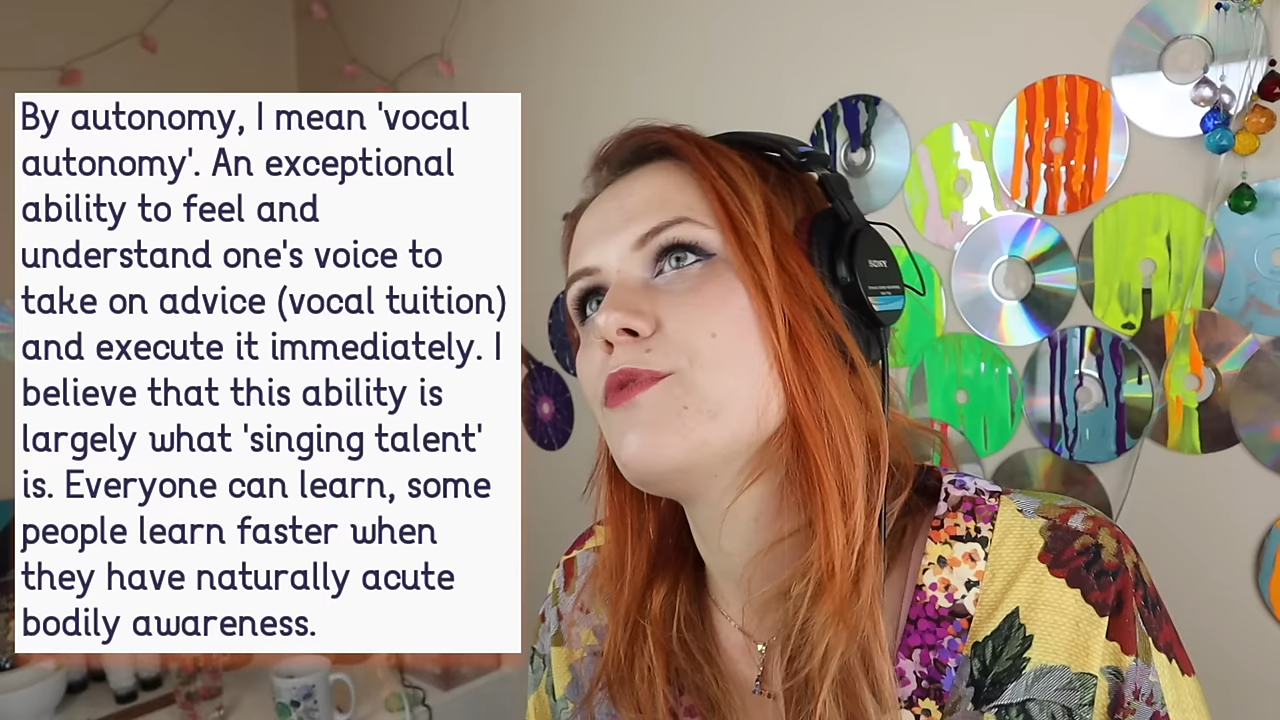 By autonomy, I mean 'vocal
autonomy'. An exceptional
ability to feel and
understand one's voice to
take on advice (vocal tuition)
and execute it immediately. I
believe that this ability is
largely what 'singing talent'
is. Everyone can learn, some
people learn faster when
they have naturally acute
bodily awareness.
SONY